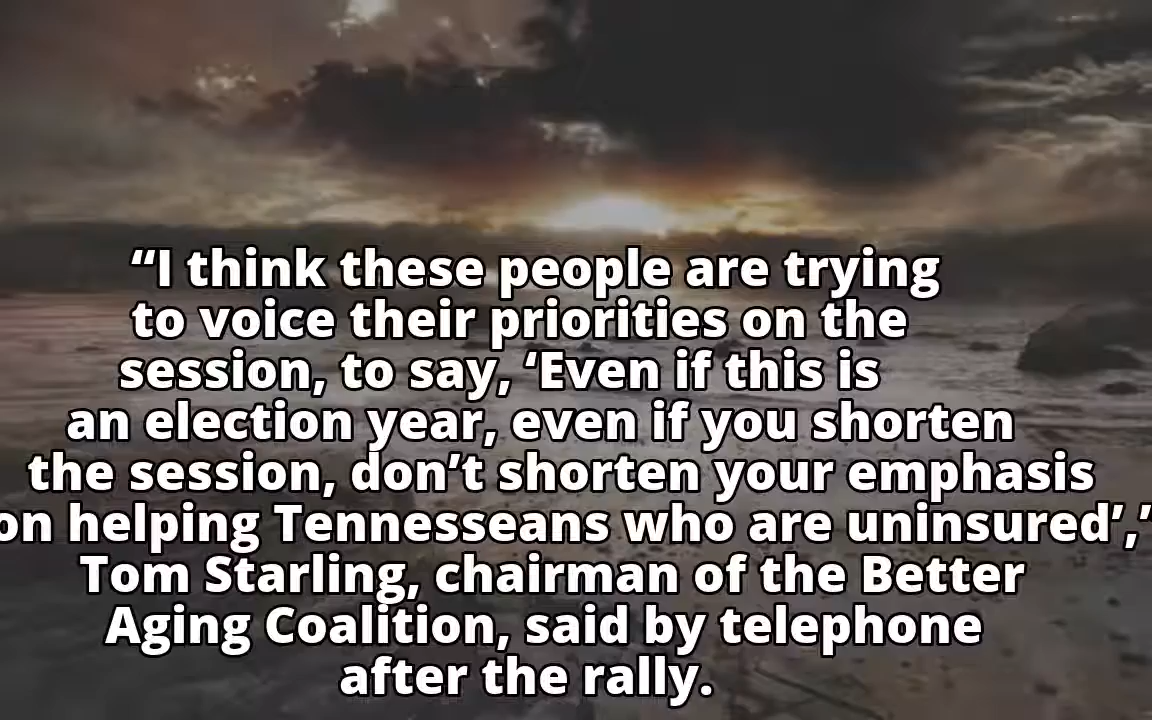 “I think these people are trying
to voice their priorities on the
session, to say, ‘Even if this is
an election year, even if you shorten
the session, don’t shorten your emphasis
on helping Tennesseans who are uninsured’,”
Tom Starling, chairman of the Better
Aging Coalition, said by telephone
after the rally.